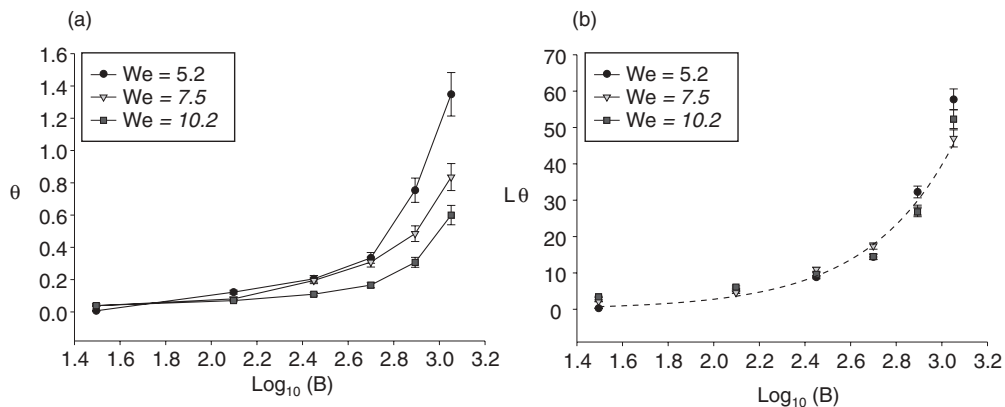 (a)
We = 5.2
We = 7.5
We = 10.2
θ
1.6
1.4
1.2
1.0
0.8
0.6
0.4
0.2
0.0
1.4 1.6 1.8 2.0 2.2 2.4 2.6 2.8 3.0 3.2
Log10 (B)
(b)
We = 5.2
We = 7.5
We = 10.2
Lθ
70
60
50
40
30
20
10
0
1.4 1.6 1.8 2.0 2.2 2.4 2.6 2.8 3.0 3.2
Log10 (B)